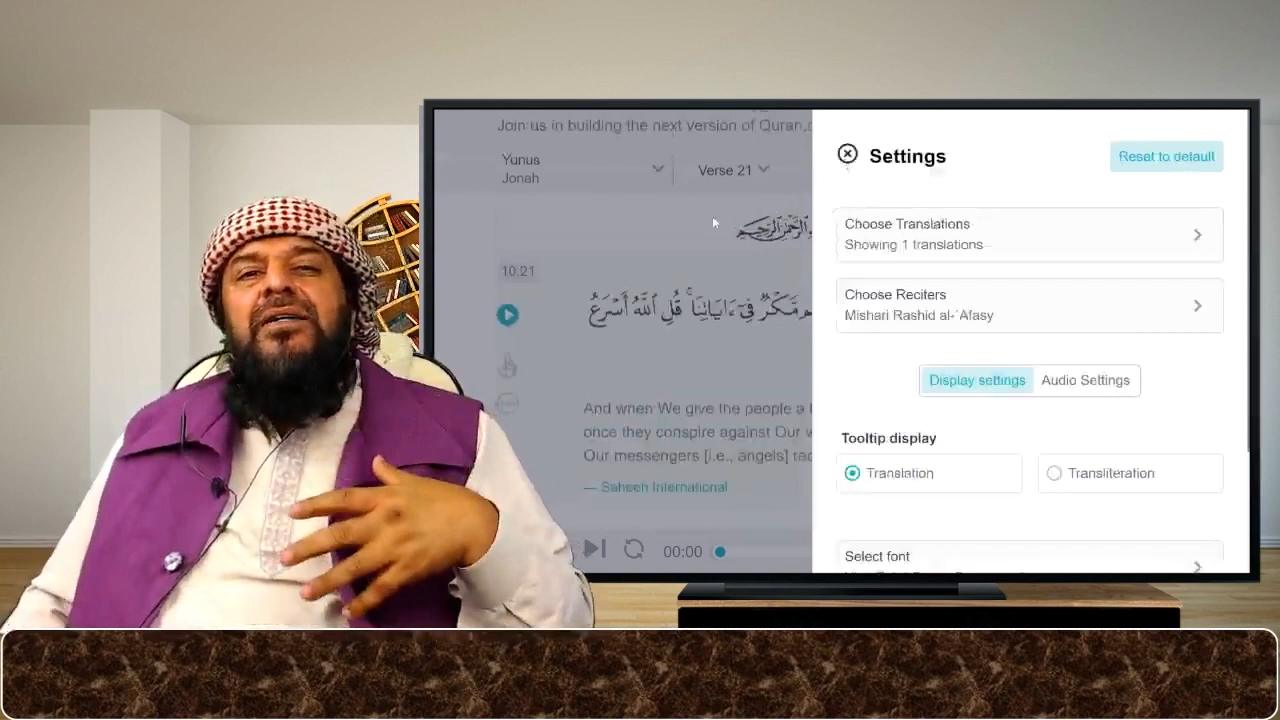 Join us in building the next version of Quran.
Yunus
Jonah
Verse 21
10.21
مَّكْرٌ فِىٓ ءَايَاتِنَا ۚ قُلِ ٱللَّهُ أَسْرَعُ
And when We give the people a
once they conspire against Our
Our messengers [i.e., angels]
— Saheeh International
00:00
Settings
Reset to default
Choose Translations
Showing 1 translations
Choose Reciters
Mishari Rashid al-`Afasy
Display settings
Audio Settings
Tooltip display
Translation
Transliteration
Select font